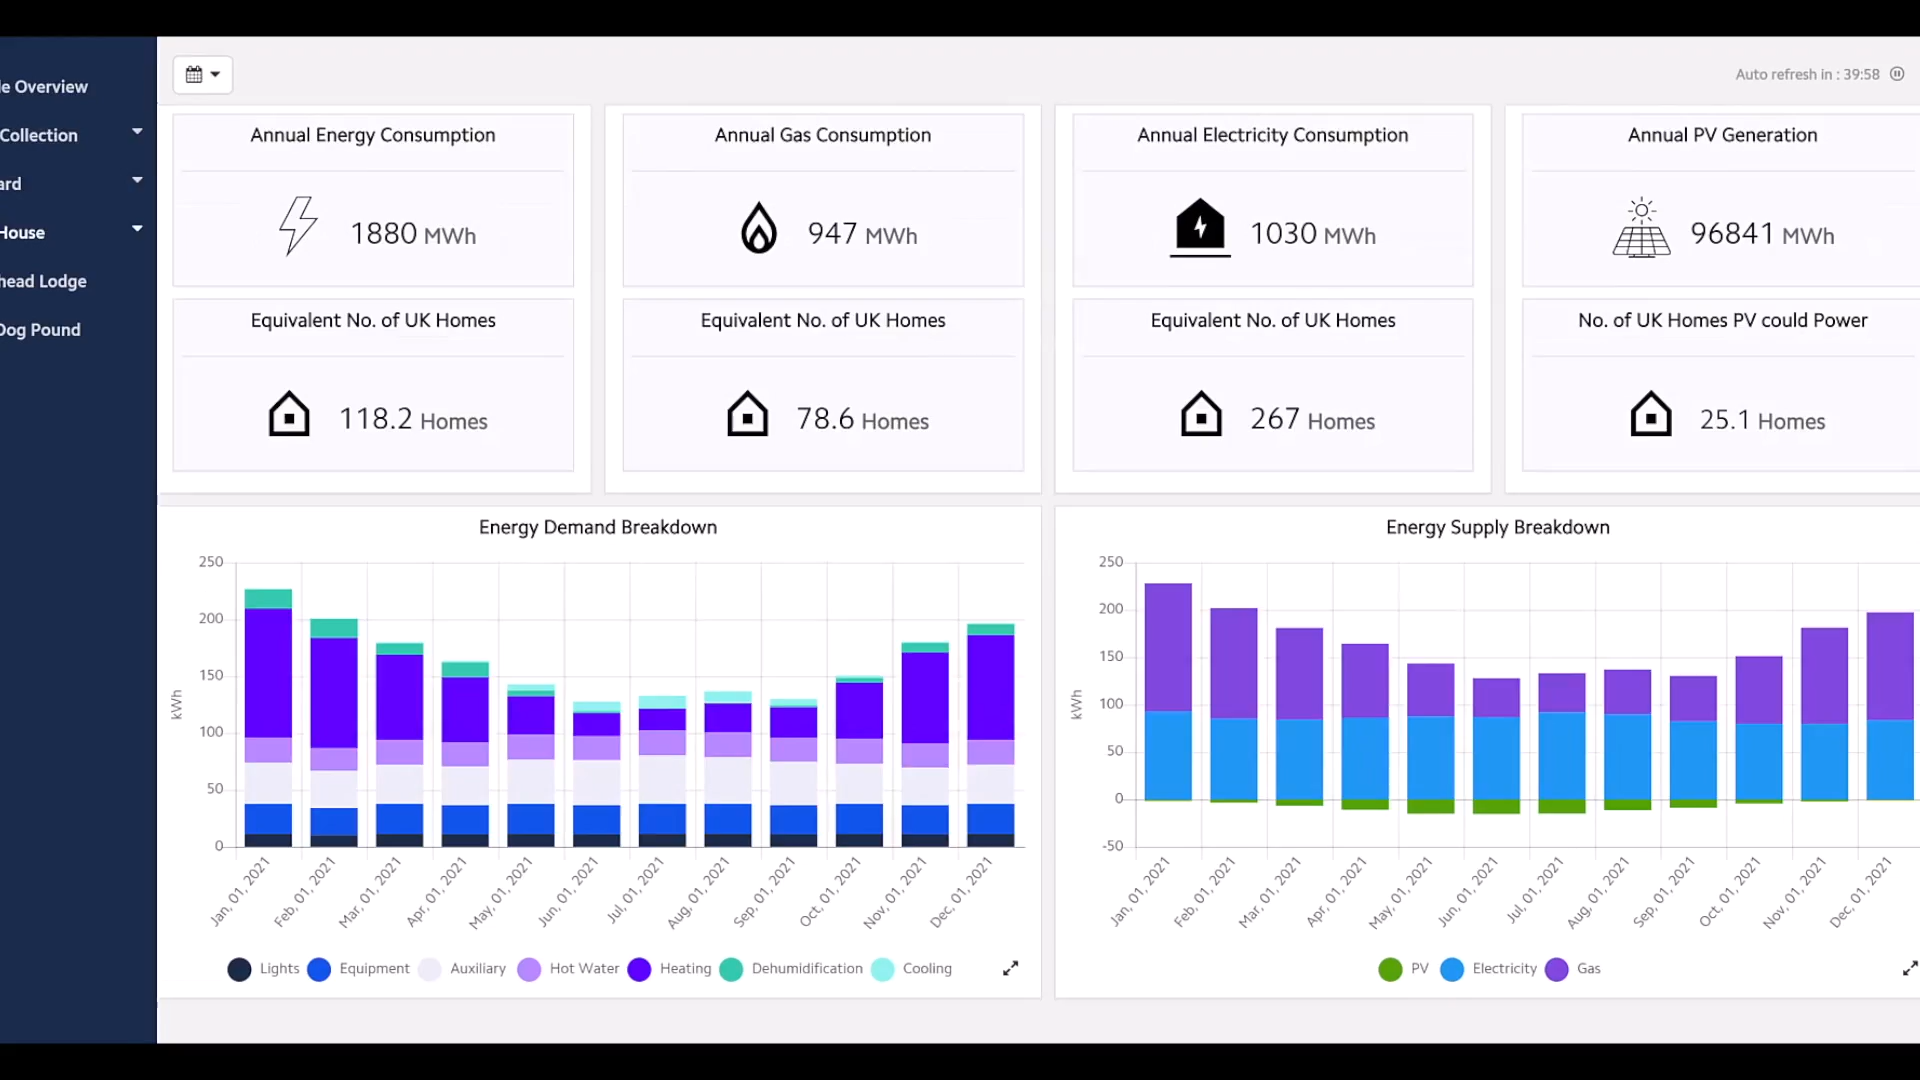 Auto refresh in : 39:58
e Overview
Collection
ard
House
head Lodge
Dog Pound
Annual Energy Consumption
1880 MWh
Annual Gas Consumption
947 MWh
Annual Electricity Consumption
1030 MWh
Annual PV Generation
96841 MWh
Equivalent No. of UK Homes
118.2 Homes
Equivalent No. of UK Homes
78.6 Homes
Equivalent No. of UK Homes
267 Homes
No. of UK Homes PV could Power
25.1 Homes
Energy Demand Breakdown
kWh
250
200
150
100
50
0
Jan, 01, 2021
Feb, 01, 2021
Mar, 01, 2021
Apr, 01, 2021
May, 01, 2021
Jun, 01, 2021
Jul, 01, 2021
Aug, 01, 2021
Sep, 01, 2021
Oct, 01, 2021
Nov, 01, 2021
Dec, 01, 2021
Lights Equipment Auxiliary Hot Water Heating Dehumidification Cooling
Energy Supply Breakdown
kWh
250
200
150
100
50
0
-50
Jan, 01, 2021
Feb, 01, 2021
Mar, 01, 2021
Apr, 01, 2021
May, 01, 2021
Jun, 01, 2021
Jul, 01, 2021
Aug, 01, 2021
Sep, 01, 2021
Oct, 01, 2021
Nov, 01, 2021
Dec, 01, 2021
PV Electricity Gas